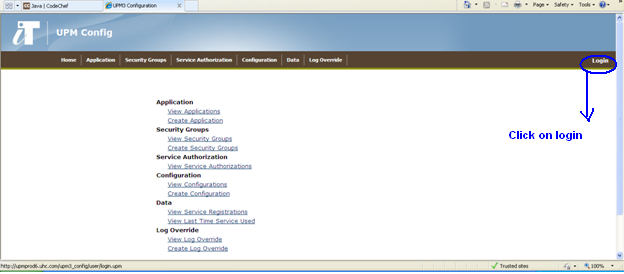 Java | CodeChef
UPM3 Configuration
Page
Safety
Tools
iT
UPM Config
Home
Application
Security Groups
Service Authorization
Configuration
Data
Log Override
Login
Click on login
Application
View Applications
Create Application
Security Groups
View Security Groups
Create Security Groups
Service Authorization
View Service Authorizations
Configuration
View Configurations
Create Configuration
Data
View Service Registrations
View Last Time Service Used
Log Override
View Log Override
Create Log Override
http://upmprod6.uhc.com/upm3_config/user/login.upm
Trusted sites
100%